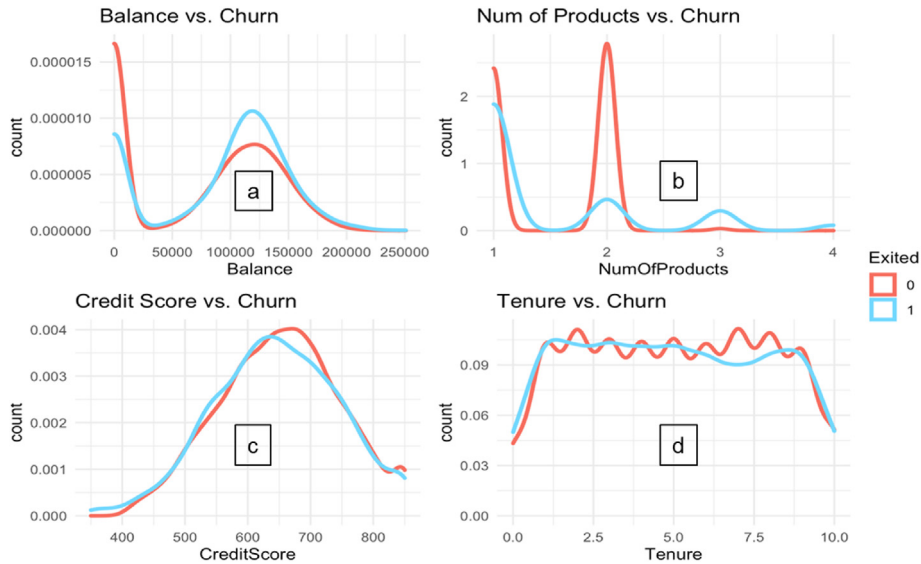 Balance vs. Churn
count
0.000015
0.000010
0.000005
0.000000
a
0 50000 100000 150000 200000 250000
Balance
Num of Products vs. Churn
count
2
1
0
b
1 2 3 4
NumOfProducts
Exited
0
1
Credit Score vs. Churn
count
0.004
0.003
0.002
0.001
0.000
c
400 500 600 700 800
CreditScore
Tenure vs. Churn
count
0.09
0.06
0.03
0.00
d
0.0 2.5 5.0 7.5 10.0
Tenure